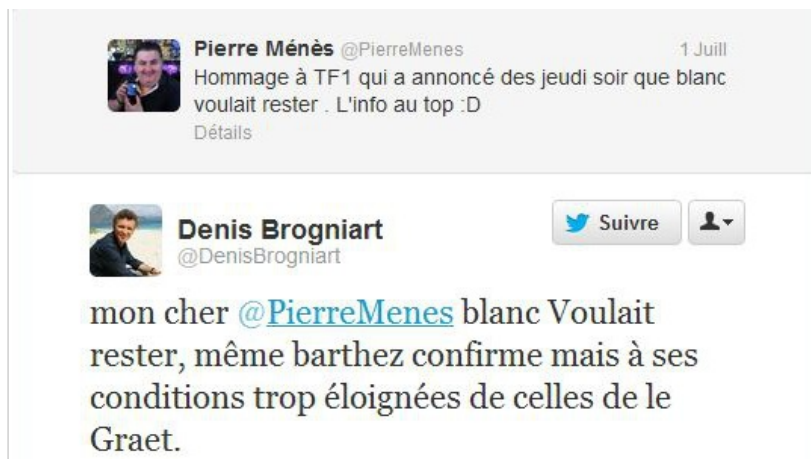 Pierre Ménès @PierreMenes 1 Juill
Hommage à TF1 qui a annoncé des jeudi soir que blanc
voulait rester . L'info au top :D
Détails
Denis Brogniart
@DenisBrogniart
Suivre
mon cher @PierreMenes blanc Voulait
rester, même barthez confirme mais à ses
conditions trop éloignées de celles de le
Graet.